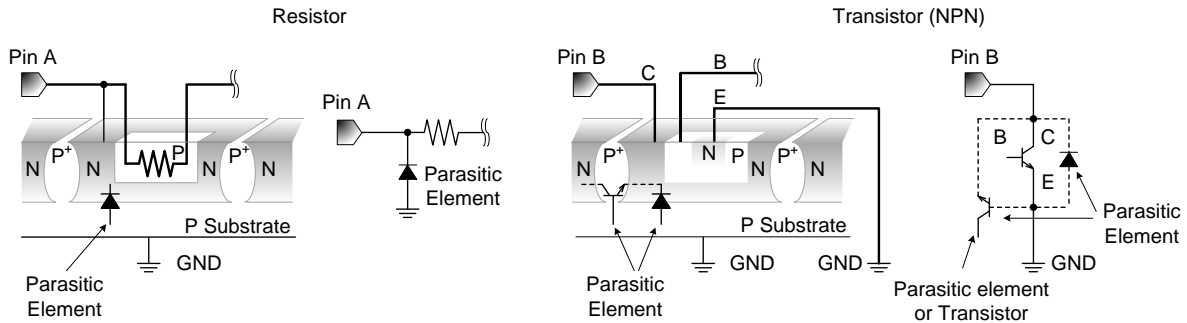 Resistor
Transistor (NPN)
Pin A
Pin A
N
P+
N
P
N
P+
N
Parasitic
Element
P Substrate
GND
Parasitic
Element
Pin B
C
B
E
N
P+
N
N
P
N
P+
N
P Substrate
GND
GND
Parasitic
Element
Pin B
B
C
E
Parasitic
Element
GND
Parasitic element
or Transistor